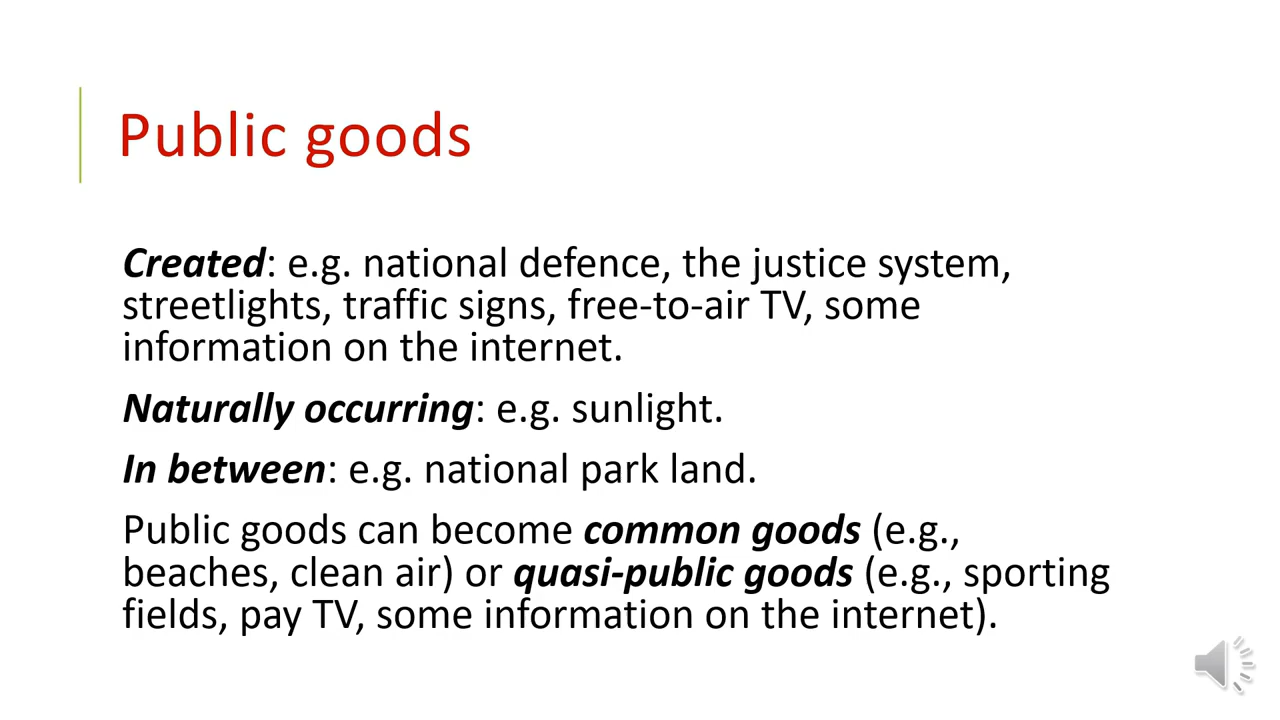 Public goods
Created: e.g. national defence, the justice system,
streetlights, traffic signs, free-to-air TV, some
information on the internet.
Naturally occurring: e.g. sunlight.
In between: e.g. national park land.
Public goods can become common goods (e.g.,
beaches, clean air) or quasi-public goods (e.g., sporting
fields, pay TV, some information on the internet).